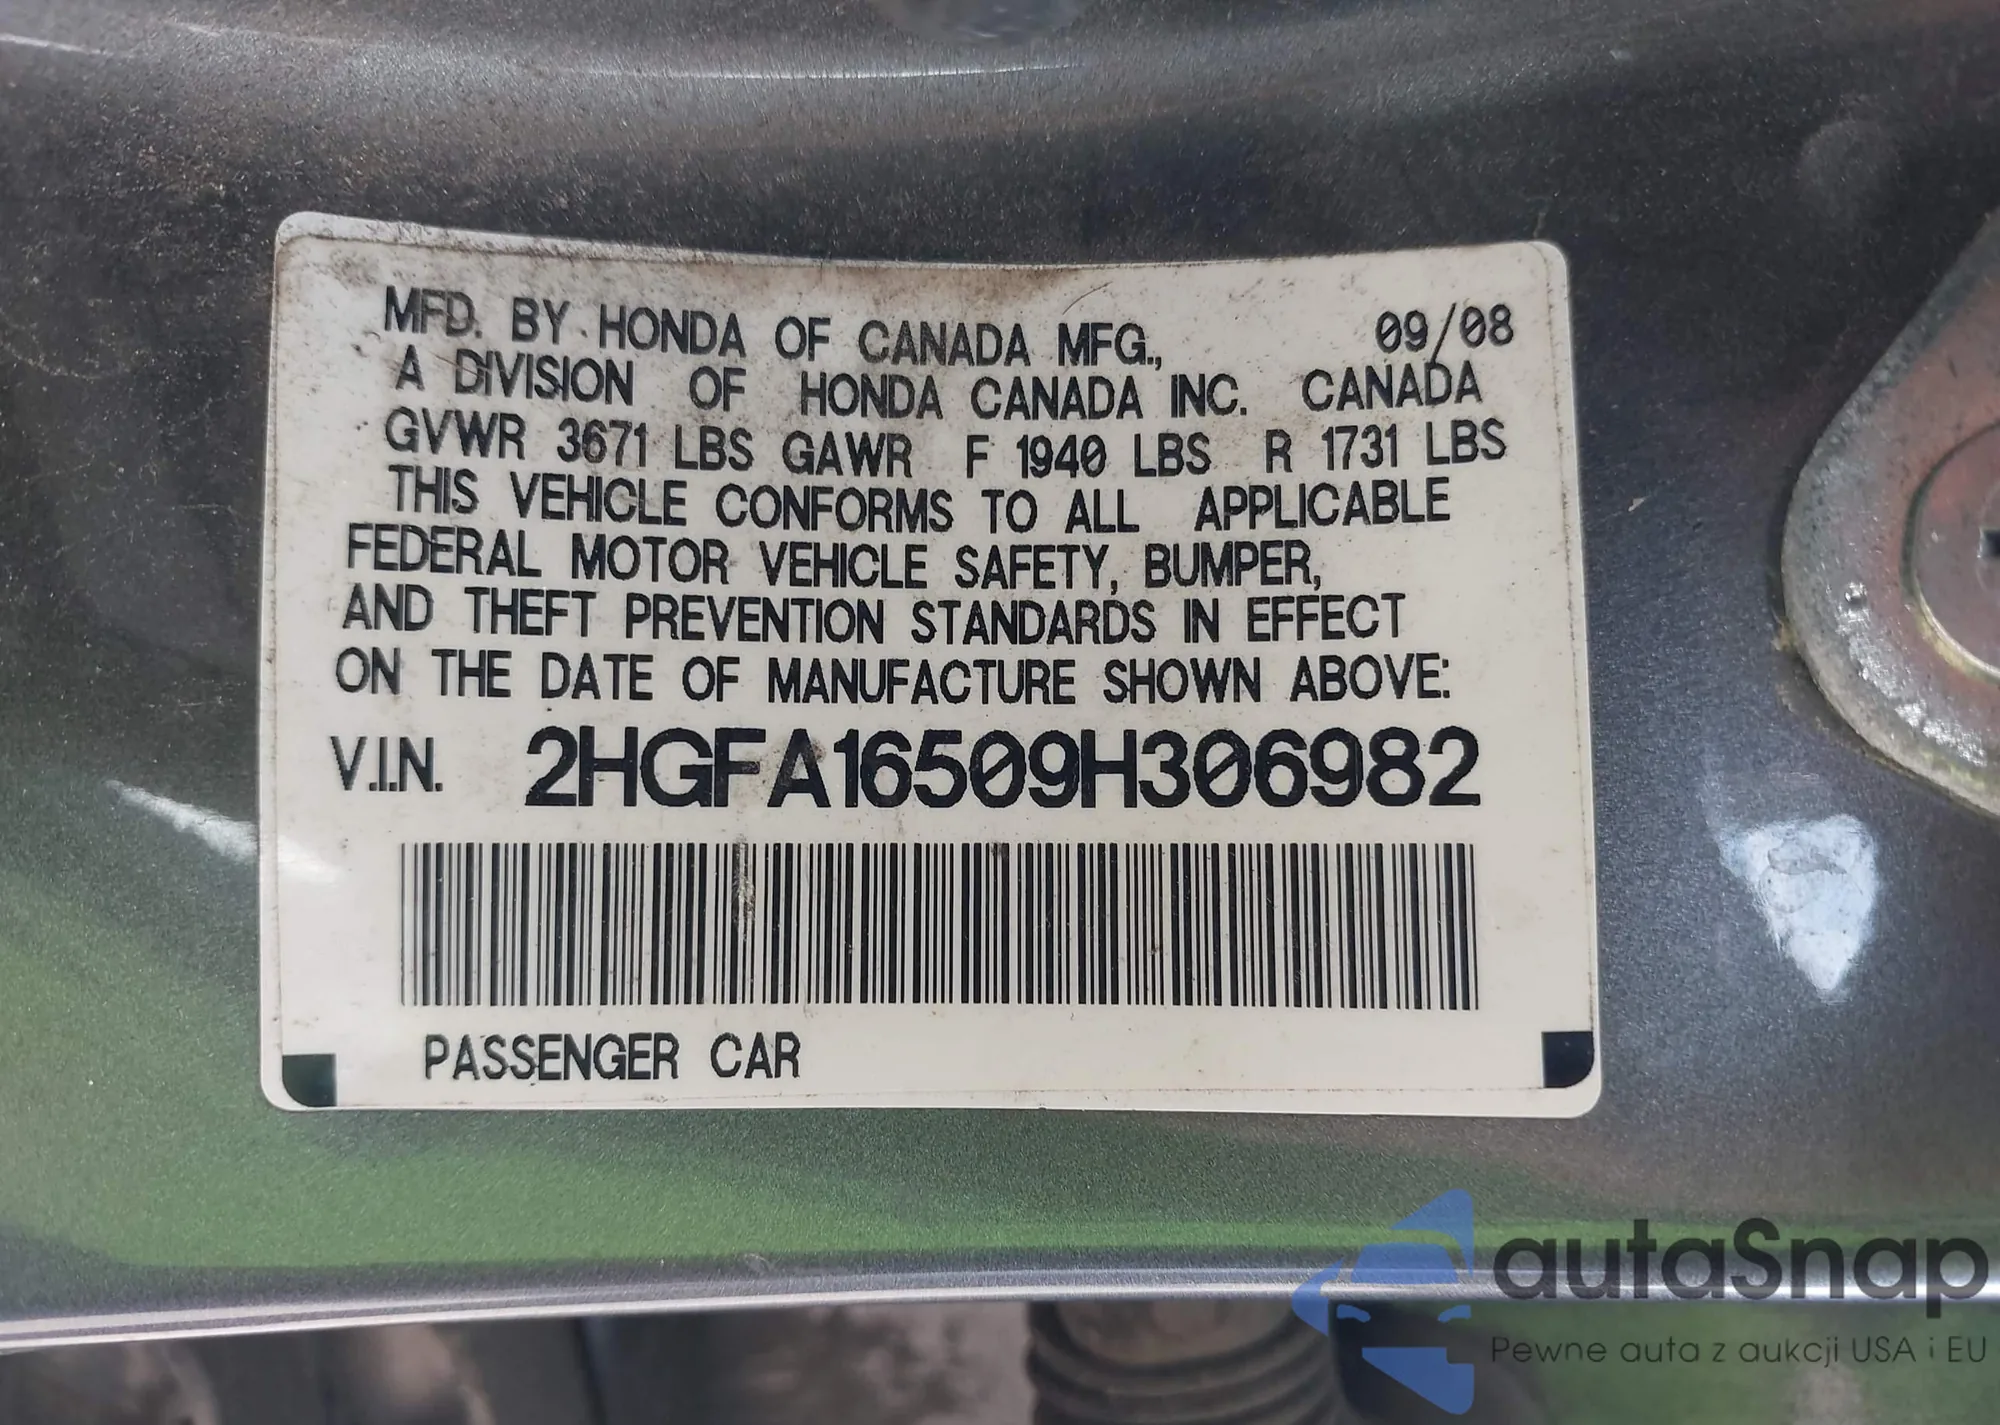 MFD. BY HONDA OF CANADA MFG., 09/08
A DIVISION OF HONDA CANADA INC. CANADA
GVWR 3671 LBS GAWR F 1940 LBS R 1731 LBS
THIS VEHICLE CONFORMS TO ALL APPLICABLE
FEDERAL MOTOR VEHICLE SAFETY, BUMPER,
AND THEFT PREVENTION STANDARDS IN EFFECT
ON THE DATE OF MANUFACTURE SHOWN ABOVE:
V.I.N. 2HGFA16509H306982
PASSENGER CAR
autaSnap
Pewne auta z aukcji USA i EU